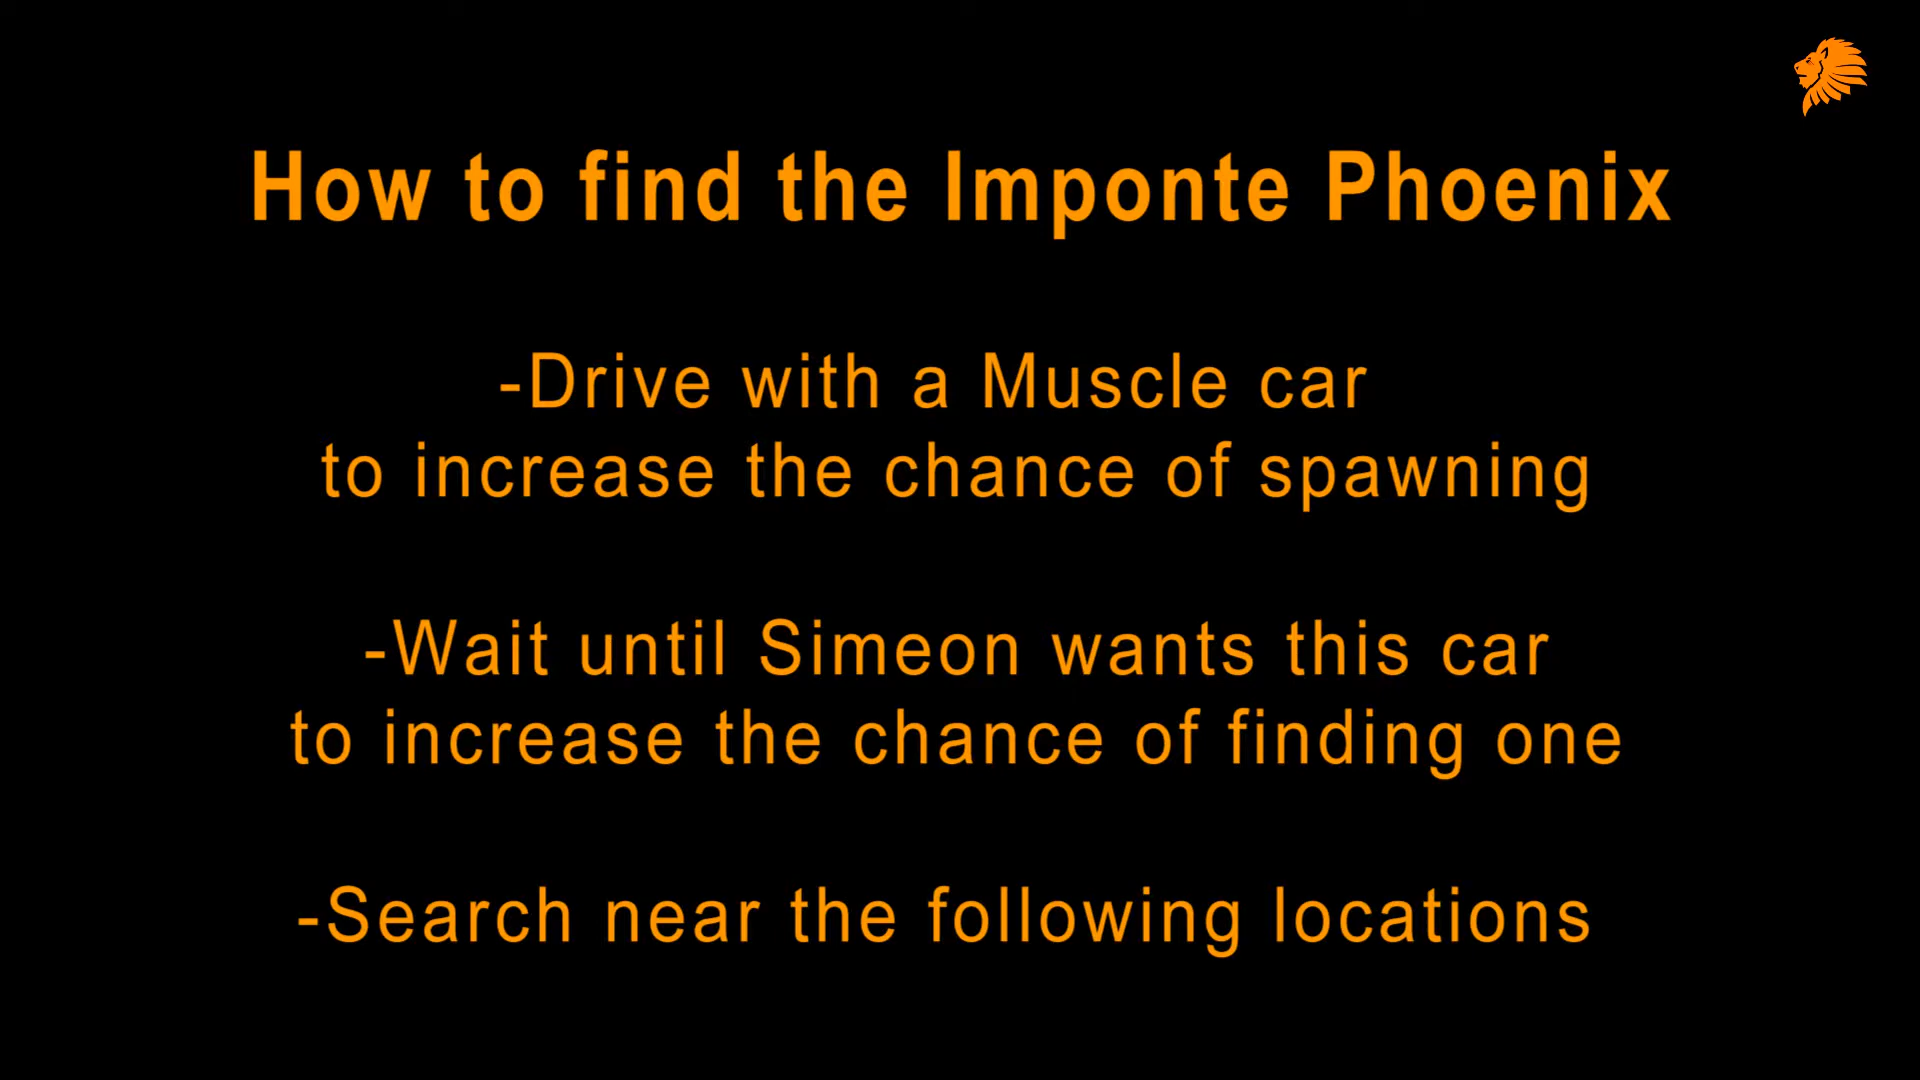 How to find the Imponte Phoenix
-Drive with a Muscle car
to increase the chance of spawning
-Wait until Simeon wants this car
to increase the chance of finding one
-Search near the following locations